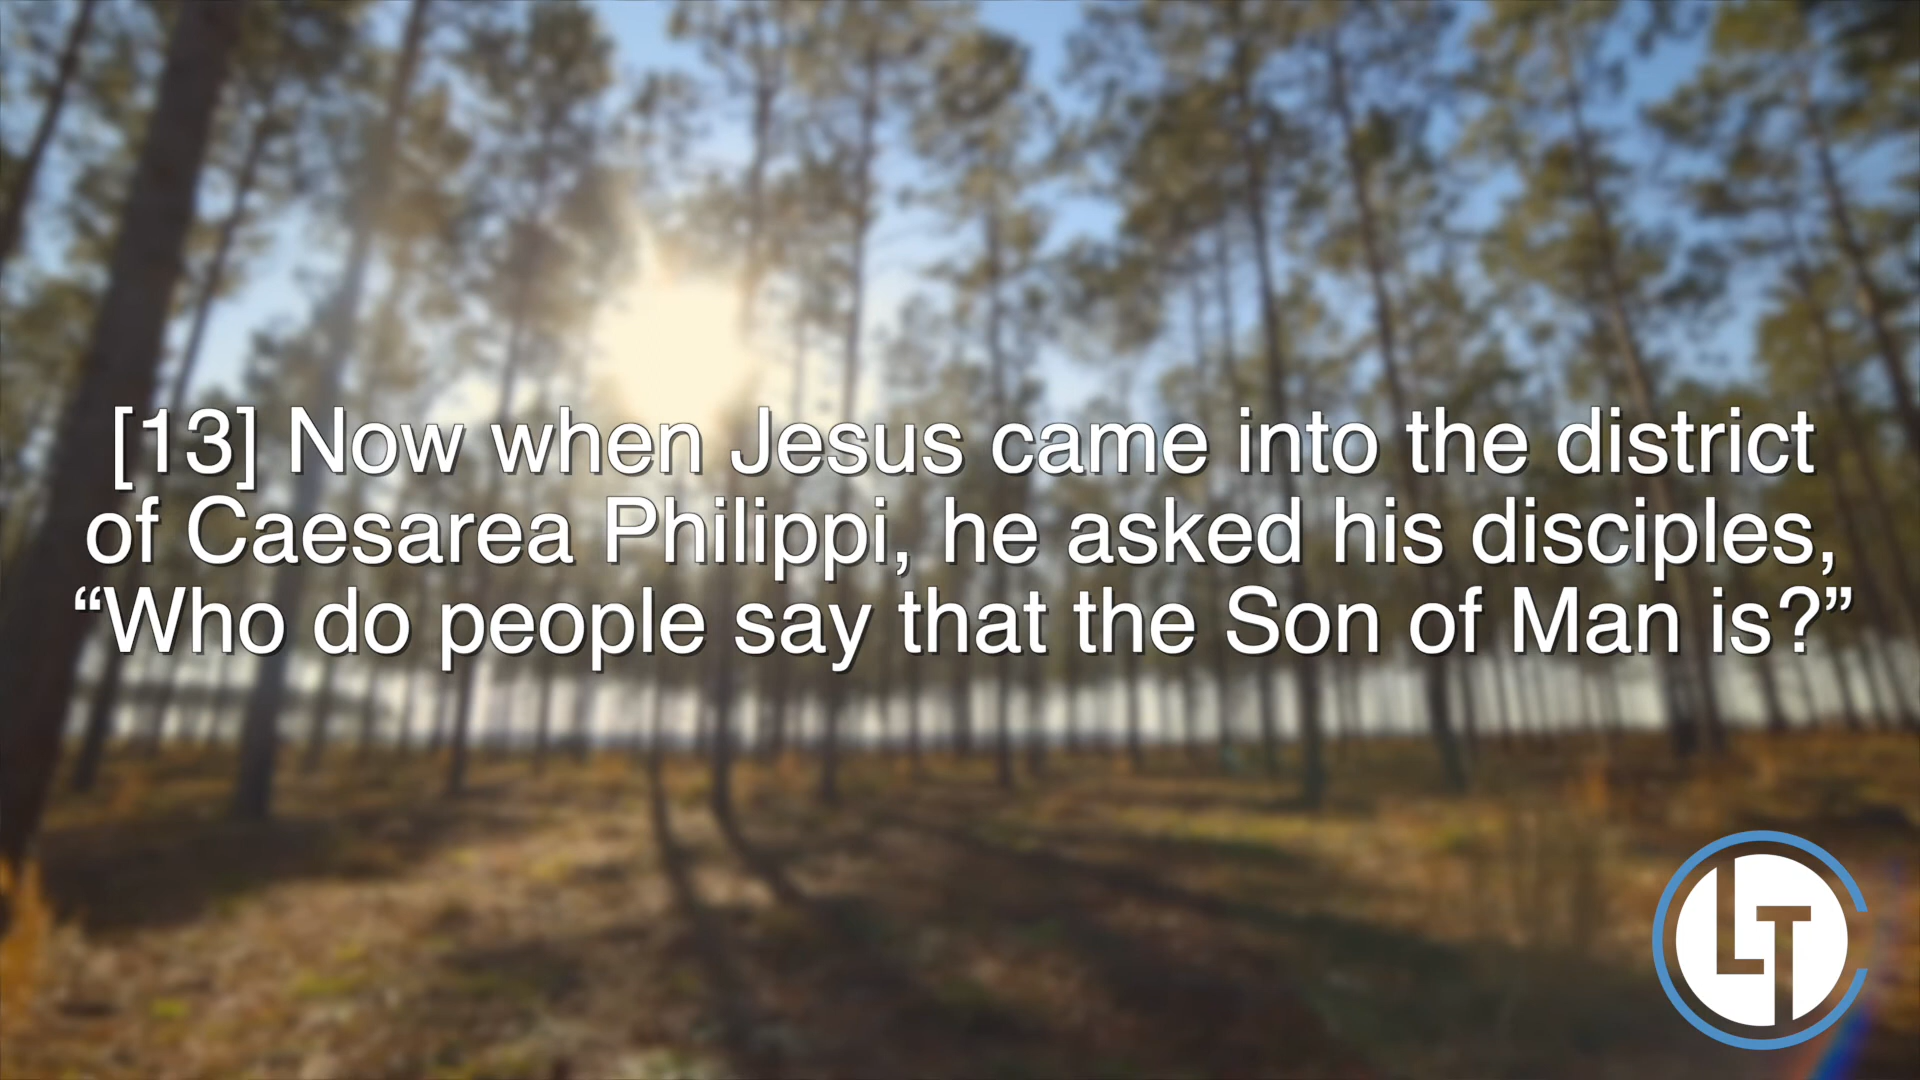 [13] Now when Jesus came into the district
of Caesarea Philippi, he asked his disciples,
“Who do people say that the Son of Man is?”
LT